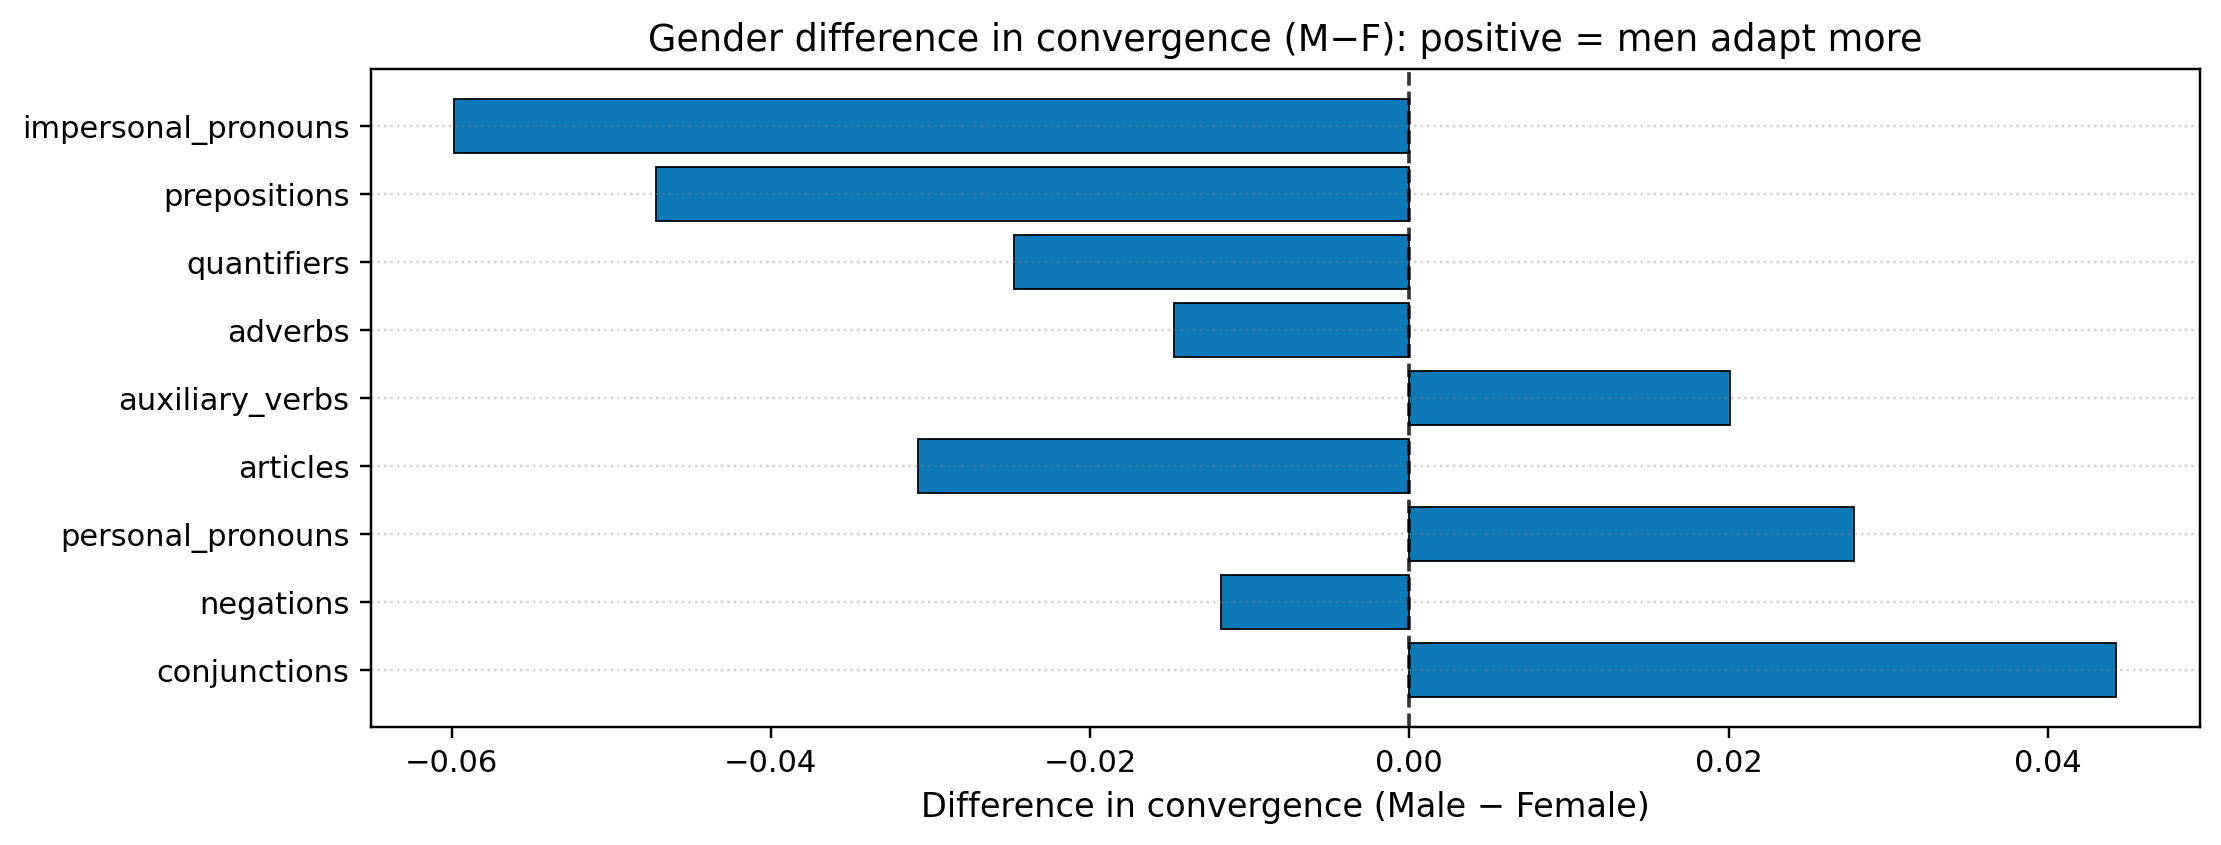 Gender difference in convergence (M−F): positive = men adapt more
impersonal_pronouns
prepositions
quantifiers
adverbs
auxiliary_verbs
articles
personal_pronouns
negations
conjunctions
−0.06 −0.04 −0.02 0.00 0.02 0.04
Difference in convergence (Male − Female)